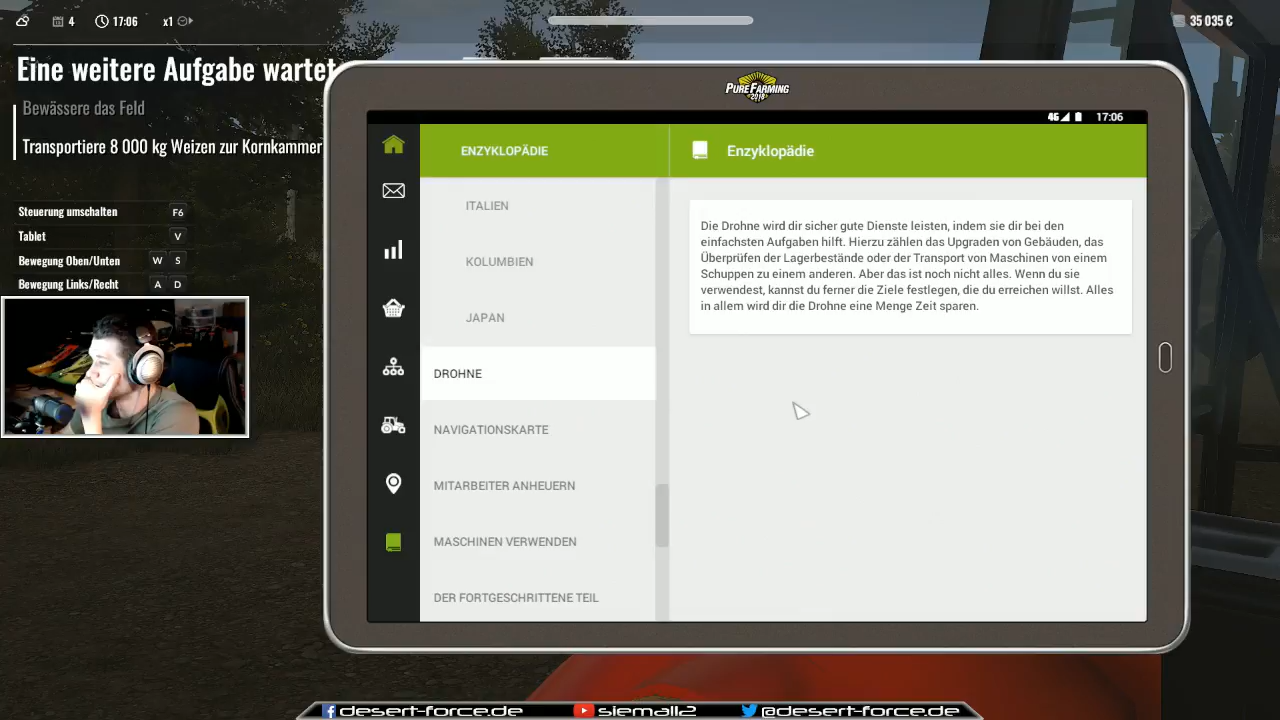 4
17:06
x1
35 035 €
Eine weitere Aufgabe wartet
Bewässere das Feld
Transportiere 8 000 kg Weizen zur Kornkammer
Steuerung umschalten F6
Tablet V
Bewegung Oben/Unten W S
Bewegung Links/Recht A D
PURE FARMING
2018
4G 17:06
ENZYKLOPÄDIE
ITALIEN
KOLUMBIEN
JAPAN
DROHNE
NAVIGATIONSKARTE
MITARBEITER ANHEUERN
MASCHINEN VERWENDEN
DER FORTGESCHRITTENE TEIL
Enzyklopädie
Die Drohne wird dir sicher gute Dienste leisten, indem sie dir bei den
einfachsten Aufgaben hilft. Hierzu zählen das Upgraden von Gebäuden, das
Überprüfen der Lagerbestände oder der Transport von Maschinen von einem
Schuppen zu einem anderen. Aber das ist noch nicht alles. Wenn du sie
verwendest, kannst du ferner die Ziele festlegen, die du erreichen willst. Alles
in allem wird dir die Drohne eine Menge Zeit sparen.
desert-force.de
siemall2
@desert-force.de